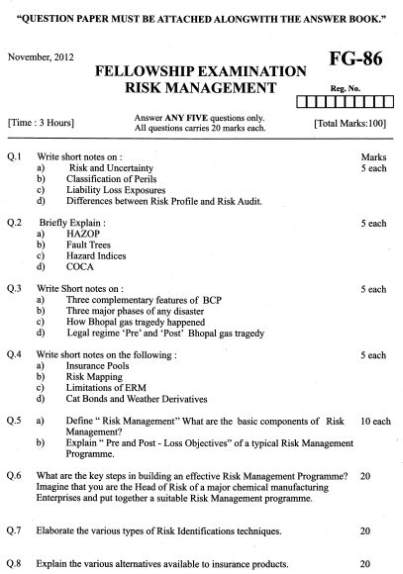 “QUESTION PAPER MUST BE ATTACHED ALONGWITH THE ANSWER BOOK.”
November, 2012
FG-86
FELLOWSHIP EXAMINATION
RISK MANAGEMENT
Reg. No.
[Time : 3 Hours]
Answer ANY FIVE questions only.
All questions carries 20 marks each.
[Total Marks:100]
Q.1 Write short notes on : Marks
a) Risk and Uncertainty 5 each
b) Classification of Perils
c) Liability Loss Exposures
d) Differences between Risk Profile and Risk Audit.
Q.2 Briefly Explain : 5 each
a) HAZOP
b) Fault Trees
c) Hazard Indices
d) COCA
Q.3 Write Short notes on : 5 each
a) Three complementary features of BCP
b) Three major phases of any disaster
c) How Bhopal gas tragedy happened
d) Legal regime ‘Pre’ and ‘Post’ Bhopal gas tragedy
Q.4 Write short notes on the following : 5 each
a) Insurance Pools
b) Risk Mapping
c) Limitations of ERM
d) Cat Bonds and Weather Derivatives
Q.5 a) Define “ Risk Management” What are the basic components of Risk 10 each
Management?
b) Explain “ Pre and Post - Loss Objectives” of a typical Risk Management
Programme.
Q.6 What are the key steps in building an effective Risk Management Programme? 20
Imagine that you are the Head of Risk of a major chemical manufacturing
Enterprises and put together a suitable Risk Management programme.
Q.7 Elaborate the various types of Risk Identifications techniques. 20
Q.8 Explain the various alternatives available to insurance products. 20